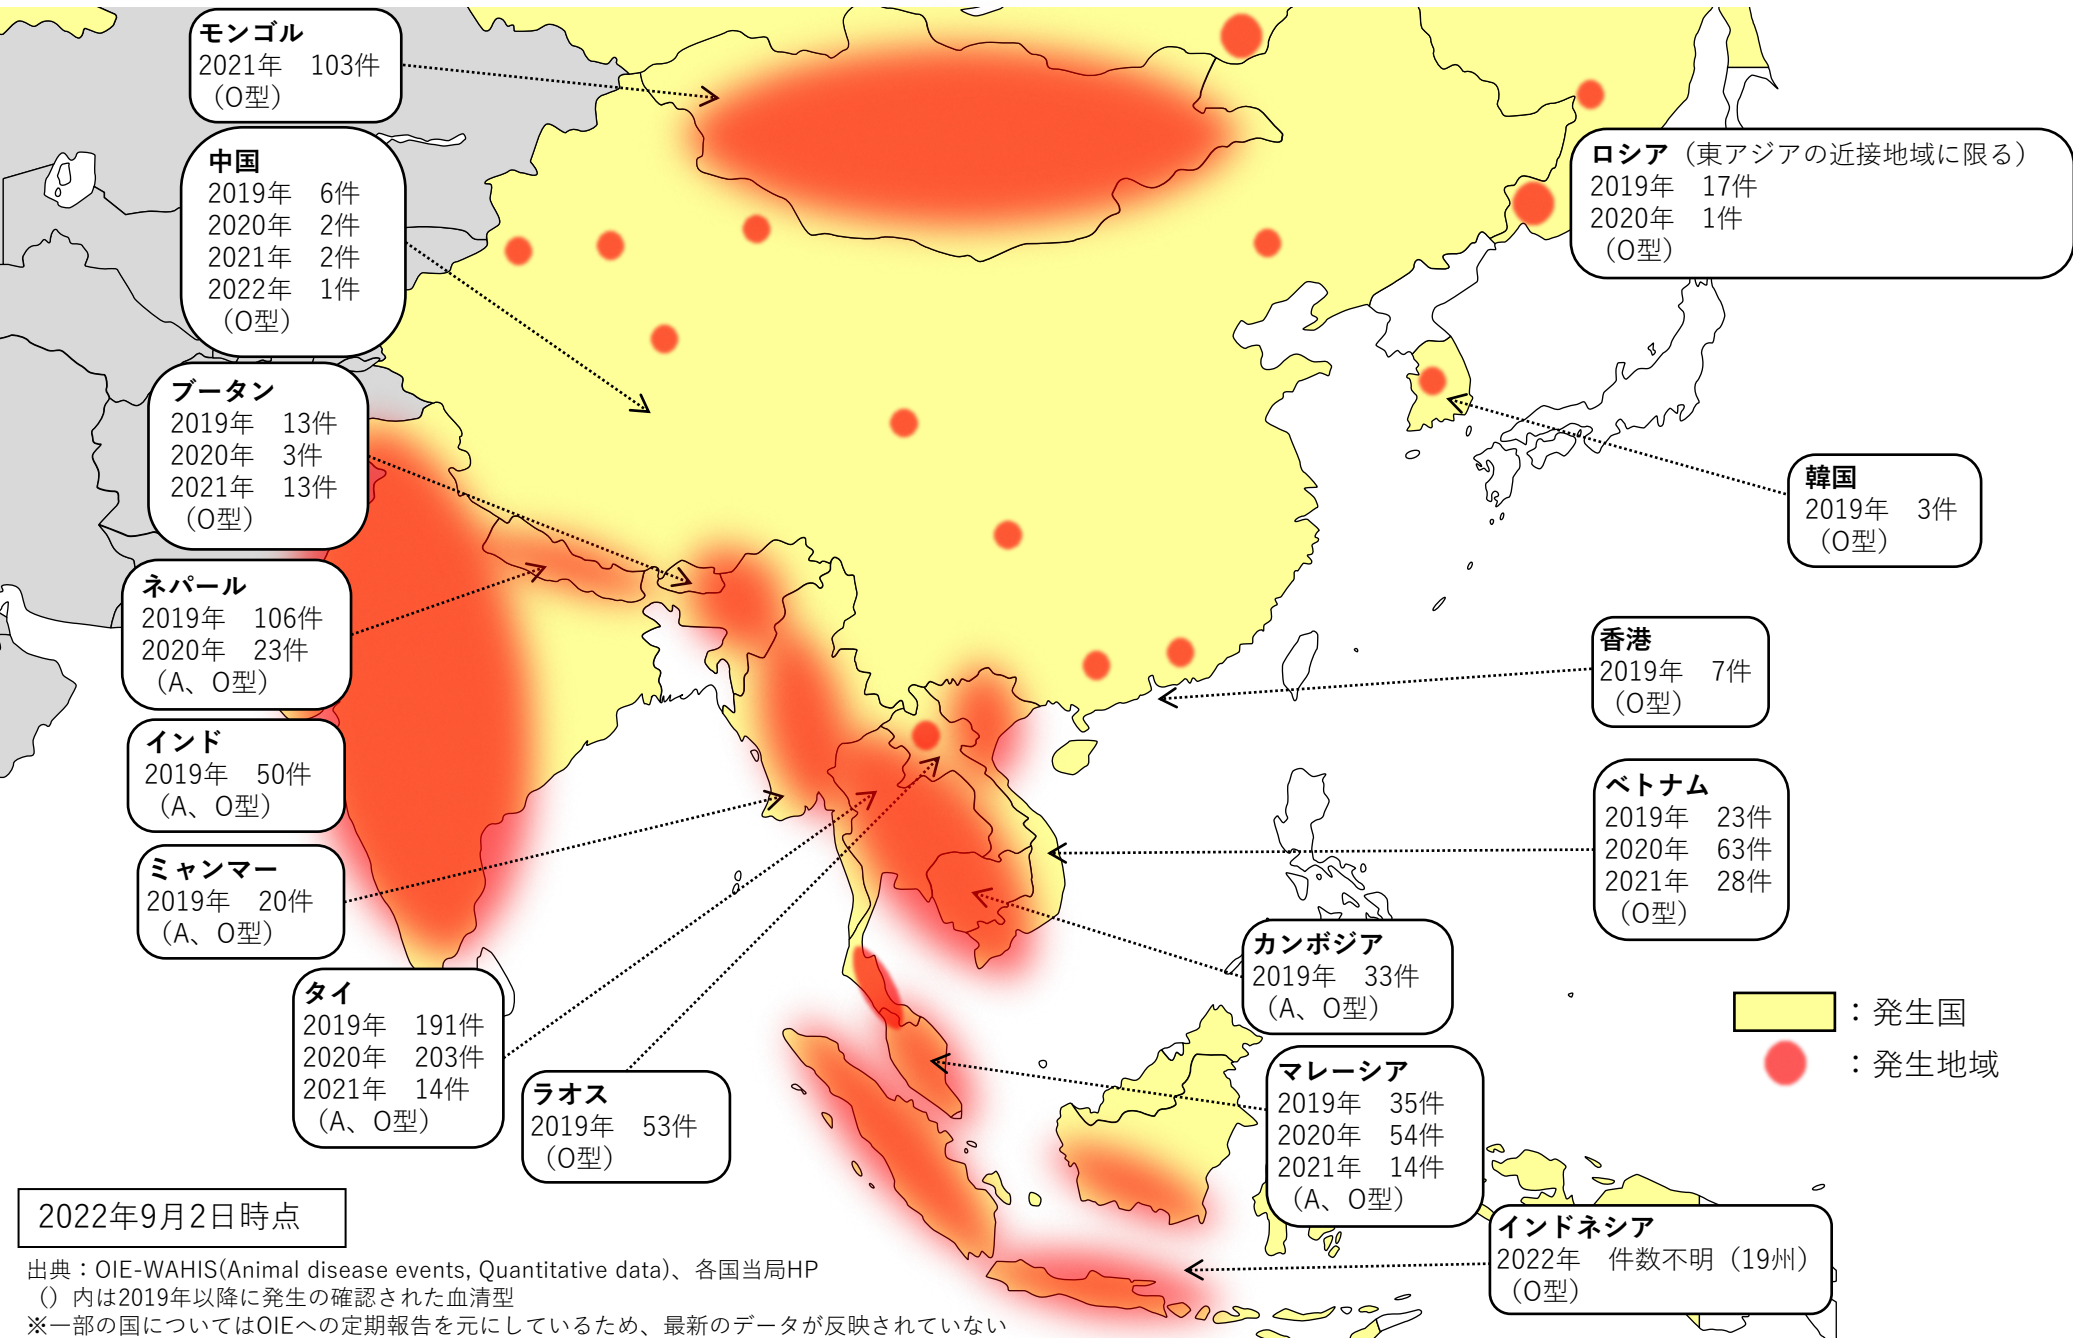 モンゴル
2021年　103件
（O型）
中国
2019年　6件
2020年　2件
2021年　2件
2022年　1件
（O型）
ブータン
2019年　13件
2020年　3件
2021年　13件
（O型）
ネパール
2019年　106件
2020年　23件
（A、O型）
インド
2019年　50件
（A、O型）
ミャンマー
2019年　20件
（A、O型）
タイ
2019年　191件
2020年　203件
2021年　14件
（A、O型）
ラオス
2019年　53件
（O型）
ロシア（東アジアの近接地域に限る）
2019年　17件
2020年　1件
（O型）
韓国
2019年　3件
（O型）
香港
2019年　7件
（O型）
ベトナム
2019年　23件
2020年　63件
2021年　28件
（O型）
カンボジア
2019年　33件
（A、O型）
マレーシア
2019年　35件
2020年　54件
2021年　14件
（A、O型）
インドネシア
2022年　件数不明（19州）
（O型）
：発生国
：発生地域
2022年9月2日時点
出典：OIE-WAHIS(Animal disease events, Quantitative data)、各国当局HP
（）内は2019年以降に発生の確認された血清型
※一部の国についてはOIEへの定期報告を元にしているため、最新のデータが反映されていない